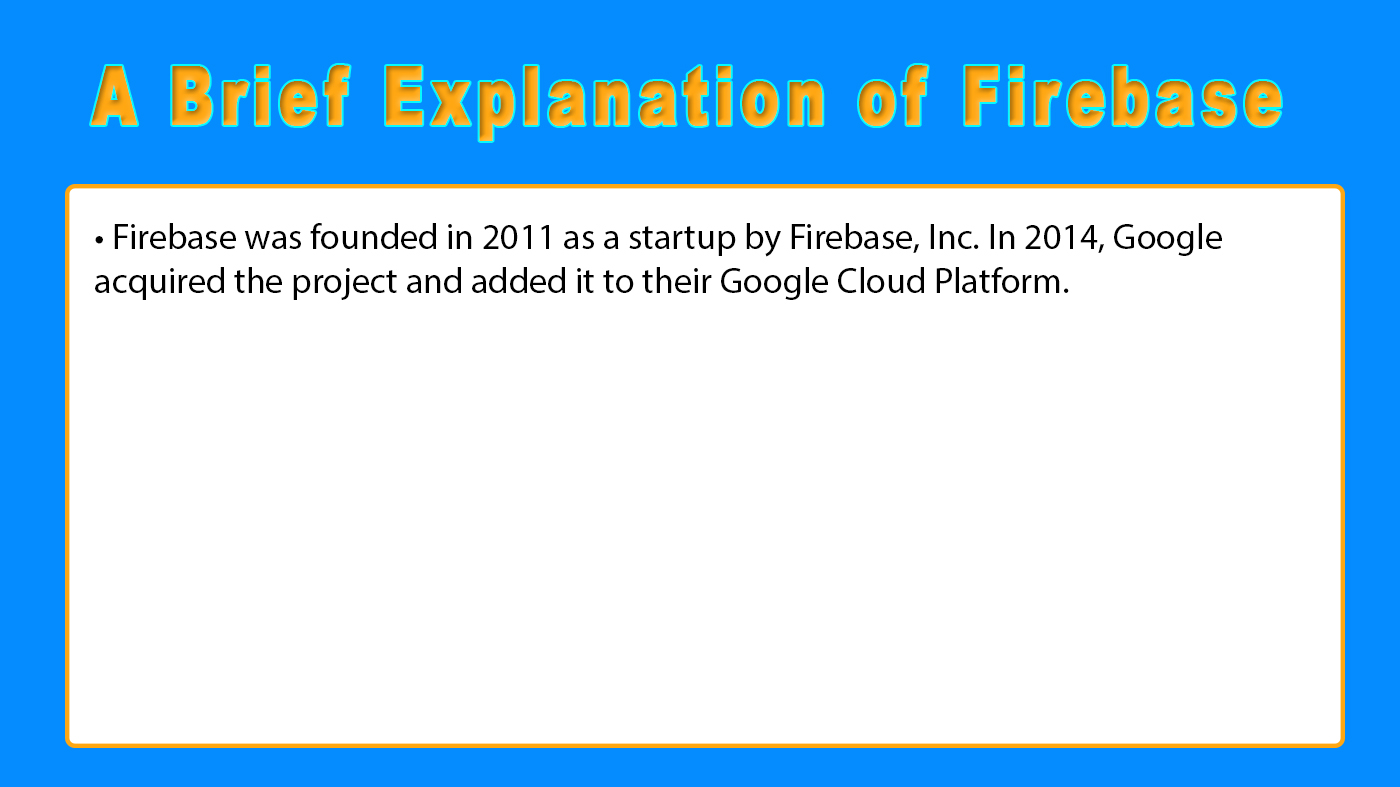 A Brief Explanation of Firebase
• Firebase was founded in 2011 as a startup by Firebase, Inc. In 2014, Google
acquired the project and added it to their Google Cloud Platform.